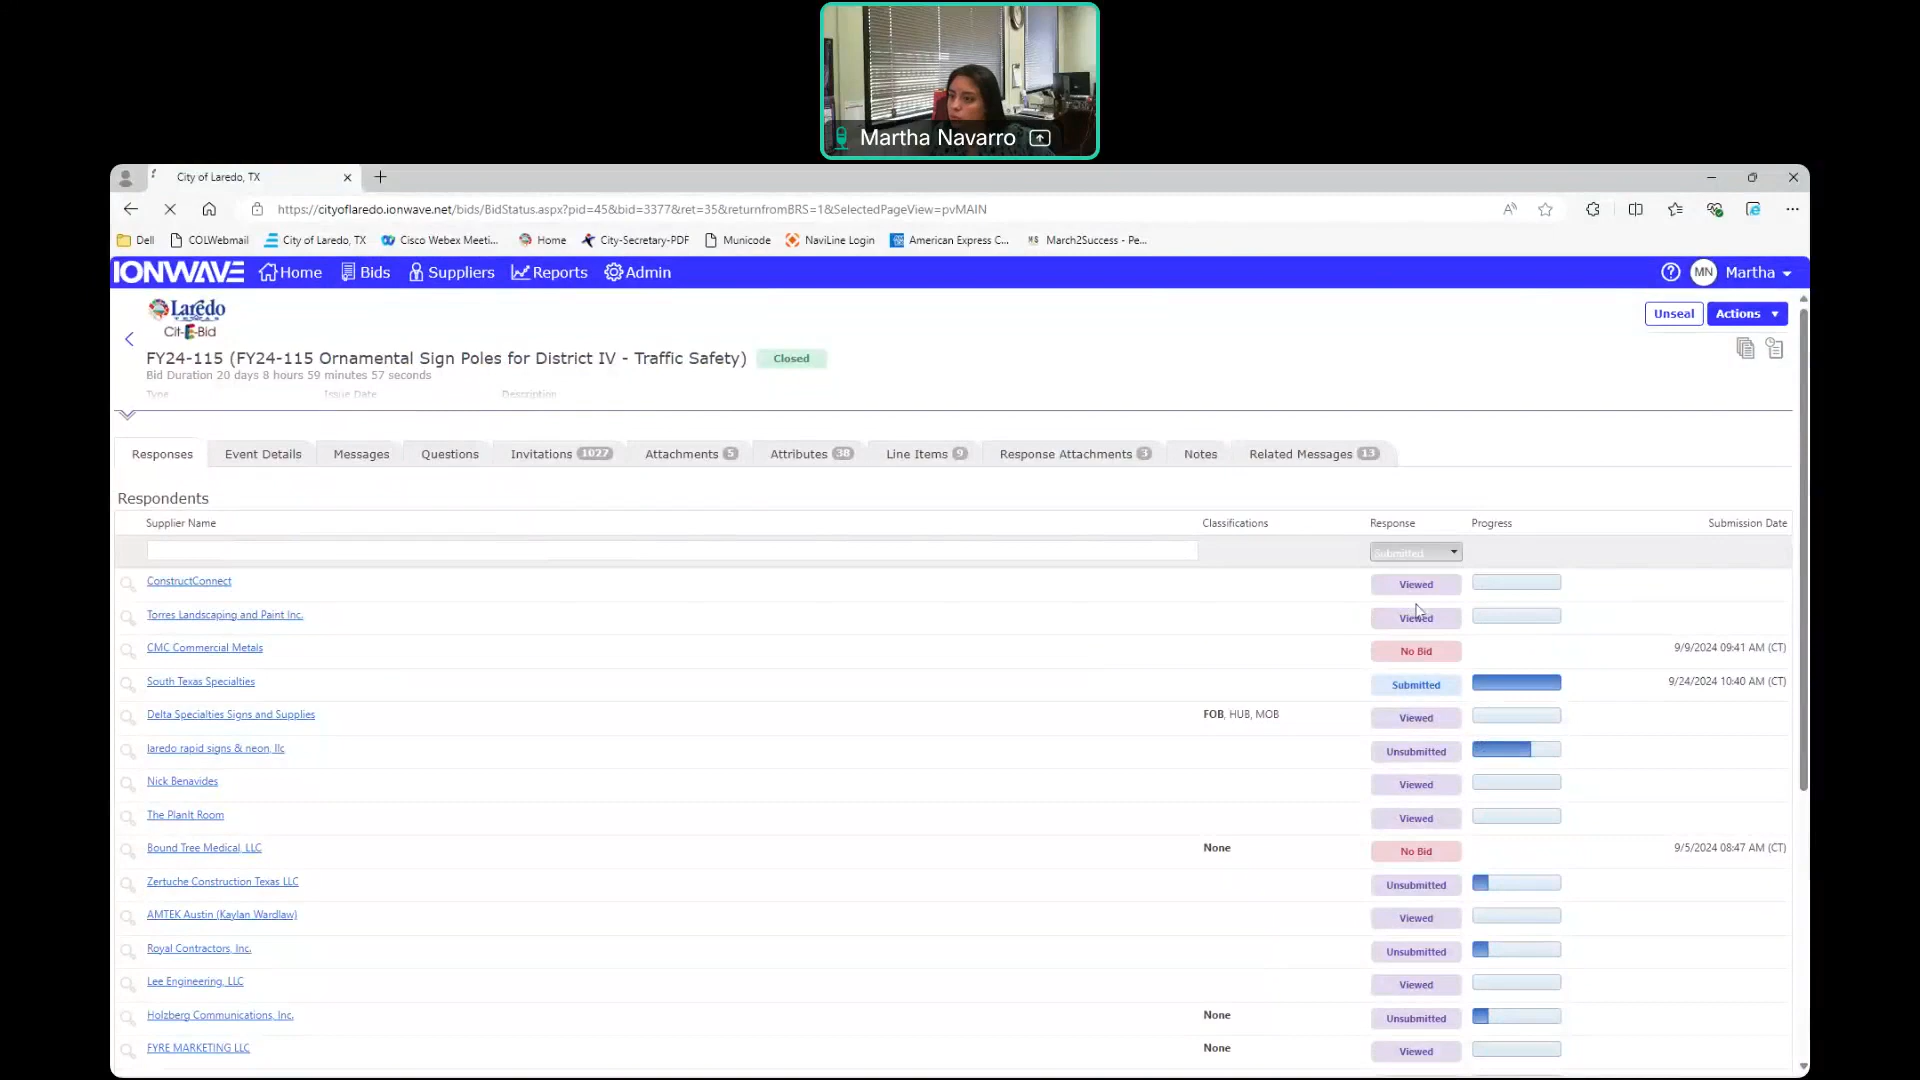 Martha Navarro
City of Laredo, TX
https://cityoflaredo.ionwave.net/bids/BidStatus.aspx?pid=45&bid=3377&ret=35&returnfromBRS=1&SelectedPageView=pvMAIN
Dell COLWebmail City of Laredo, TX Cisco Webex Meeti... Home City-Secretary-PDF Municode NaviLine Login American Express C... March2Success - Pe...
IONWAVE Home Bids Suppliers Reports Admin MN Martha
Laredo TEXAS
Cit-E-Bid
Unseal Actions
FY24-115 (FY24-115 Ornamental Sign Poles for District IV - Traffic Safety) Closed
Bid Duration 20 days 8 hours 59 minutes 57 seconds
Type Issue Date Description
Responses Event Details Messages Questions Invitations 1027 Attachments 5 Attributes 38 Line Items 9 Response Attachments 3 Notes Related Messages 13
Respondents
Supplier Name Classifications Response Progress Submission Date
Submitted
ConstructConnect Viewed
Torres Landscaping and Paint Inc. Viewed
CMC Commercial Metals No Bid 9/9/2024 09:41 AM (CT)
South Texas Specialties Submitted 9/24/2024 10:40 AM (CT)
Delta Specialties Signs and Supplies FOB, HUB, MOB Viewed
laredo rapid signs & neon, llc Unsubmitted
Nick Benavides Viewed
The PlanIt Room Viewed
Bound Tree Medical, LLC None No Bid 9/5/2024 08:47 AM (CT)
Zertuche Construction Texas LLC Unsubmitted
AMTEK Austin (Kaylan Wardlaw) Viewed
Royal Contractors, Inc. Unsubmitted
Lee Engineering, LLC Viewed
Holzberg Communications, Inc. None Unsubmitted
FYRE MARKETING LLC None Viewed